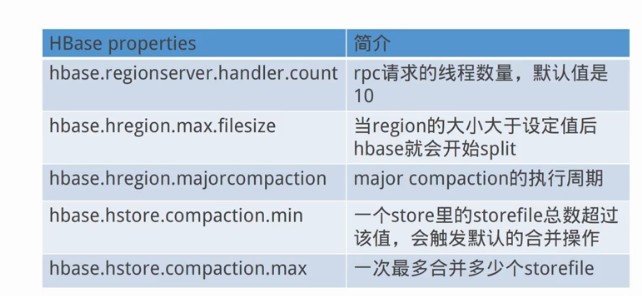 HBase properties 简介
hbase.regionserver.handler.count rpc请求的线程数量，默认值是
10
hbase.hregion.max.filesize 当region的大小大于设定值后
hbase就会开始split
hbase.hregion.majorcompaction major compaction的执行周期
hbase.hstore.compaction.min 一个store里的storefile总数超过
该值，会触发默认的合并操作
hbase.hstore.compaction.max 一次最多合并多少个storefile